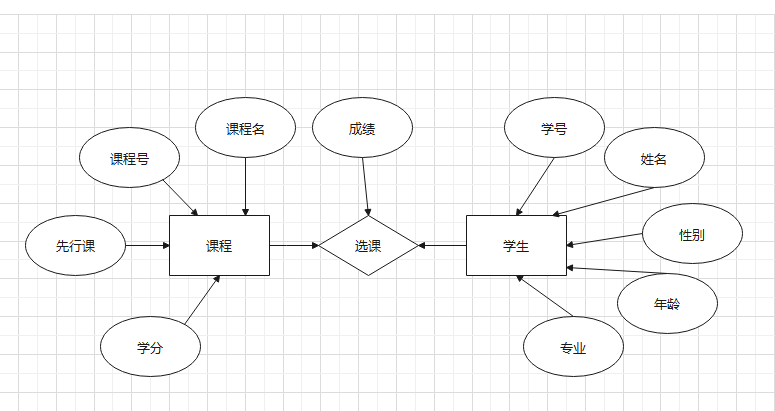 课程名
成绩
学号
课程号
姓名
先行课
课程
选课
学生
性别
年龄
学分
专业